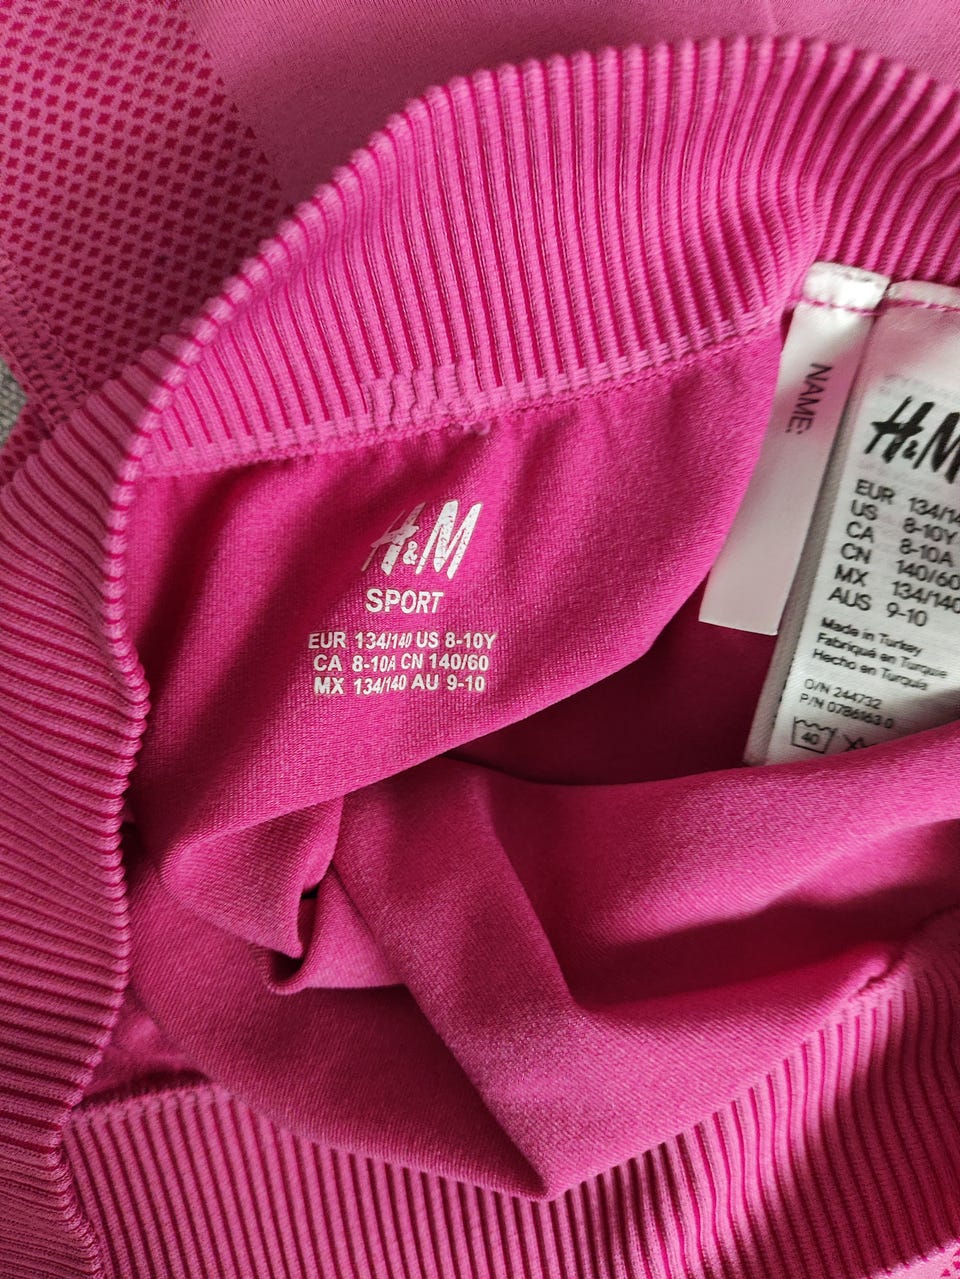 H&M
SPORT
EUR 134/140 US 8-10Y
CA 8-10A CN 140/60
MX 134/140 AU 9-10
NAME:
H&M
EUR 134/14
US 8-10Y
CA 8-10A
CN 140/60
MX 134/140
AUS 9-10
Made in Turkey
Fabriqué en Turquie
Hecho en Turquía
O/N 244732
P/N 0786163 0
40